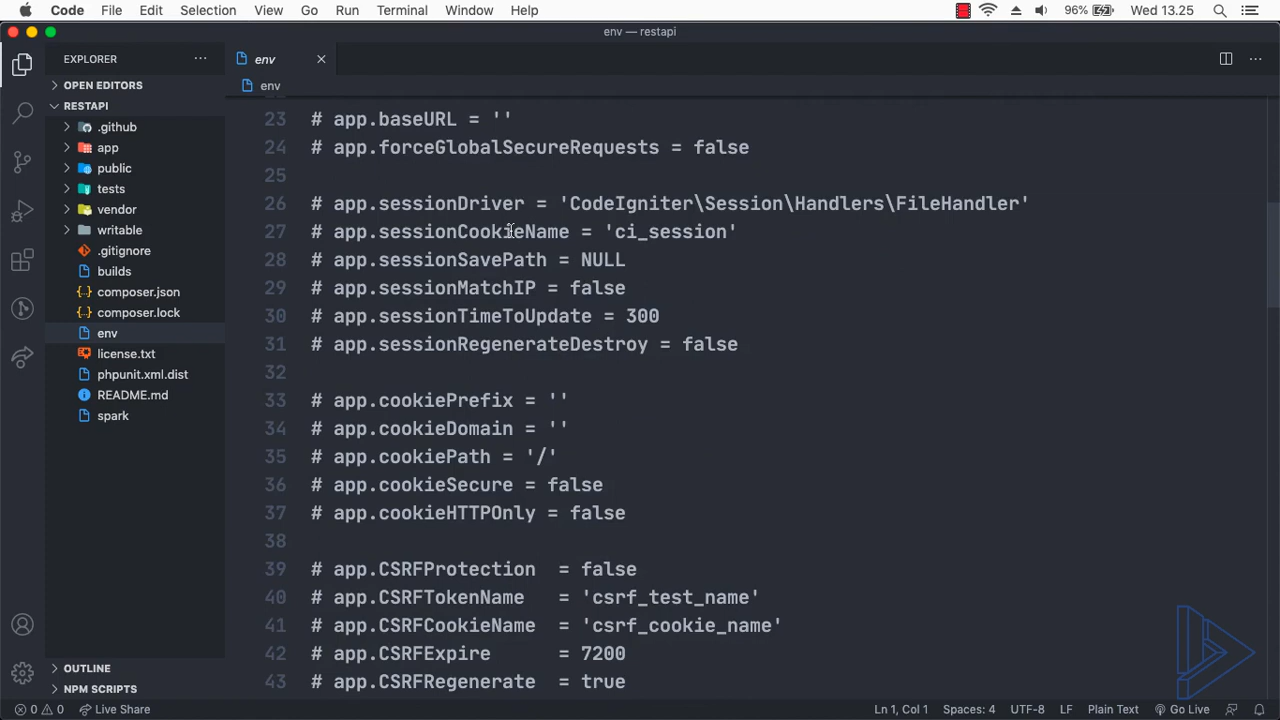 Code File Edit Selection View Go Run Terminal Window Help 96% Wed 13.25
env — restapi
EXPLORER
OPEN EDITORS
RESTAPI
.github
app
public
tests
vendor
writable
.gitignore
builds
composer.json
composer.lock
env
license.txt
phpunit.xml.dist
README.md
spark
OUTLINE
NPM SCRIPTS
env
env
23 # app.baseURL = ''
24 # app.forceGlobalSecureRequests = false
25
26 # app.sessionDriver = 'CodeIgniter\Session\Handlers\FileHandler'
27 # app.sessionCookieName = 'ci_session'
28 # app.sessionSavePath = NULL
29 # app.sessionMatchIP = false
30 # app.sessionTimeToUpdate = 300
31 # app.sessionRegenerateDestroy = false
32
33 # app.cookiePrefix = ''
34 # app.cookieDomain = ''
35 # app.cookiePath = '/'
36 # app.cookieSecure = false
37 # app.cookieHTTPOnly = false
38
39 # app.CSRFProtection  = false
40 # app.CSRFTokenName   = 'csrf_test_name'
41 # app.CSRFCookieName  = 'csrf_cookie_name'
42 # app.CSRFExpire      = 7200
43 # app.CSRFRegenerate  = true
0 0 Live Share Ln 1, Col 1 Spaces: 4 UTF-8 LF Plain Text Go Live